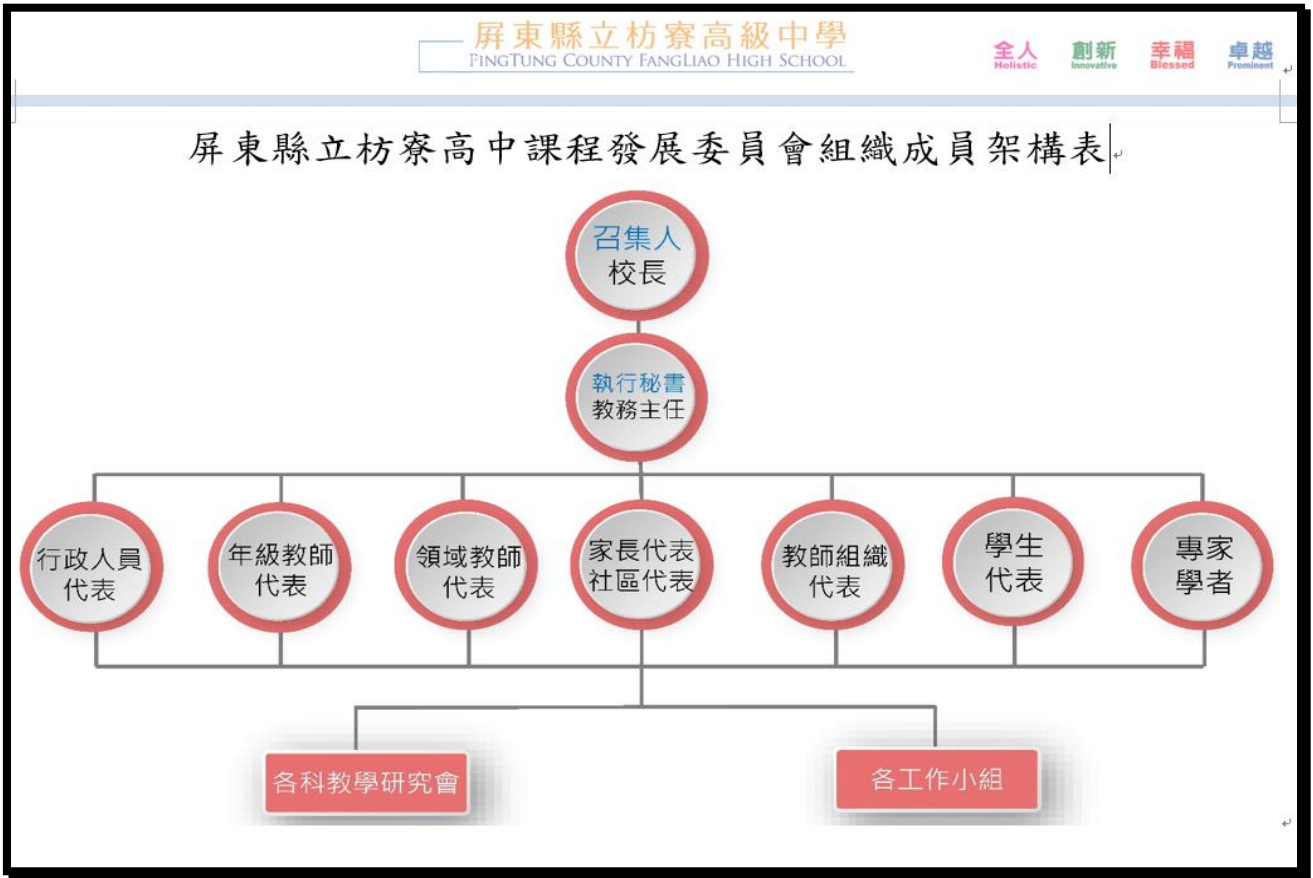 屏東縣立枋寮高級中學
PINGTUNG COUNTY FANGLIAO HIGH SCHOOL
全人
Holistic
創新
Innovative
幸福
Blessed
卓越
Prominent
屏東縣立枋寮高中課程發展委員會組織成員架構表
召集人
校長
執行秘書
教務主任
行政人員
代表
年級教師
代表
領域教師
代表
家長代表
社區代表
教師組織
代表
學生
代表
專家
學者
各科教學研究會
各工作小組